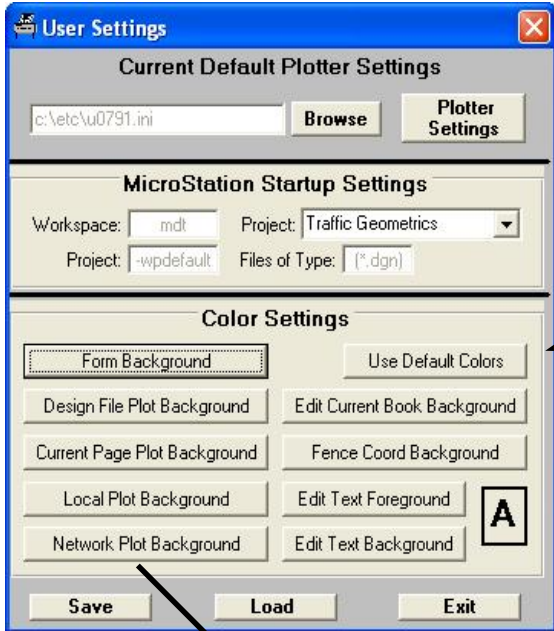 User Settings
Current Default Plotter Settings
c:\etc\u0791.ini
Browse
Plotter
Settings
MicroStation Startup Settings
Workspace: mdt Project: Traffic Geometrics
Project: -wpdefault Files of Type: (*.dgn)
Color Settings
Form Background Use Default Colors
Design File Plot Background Edit Current Book Background
Current Page Plot Background Fence Coord Background
Local Plot Background Edit Text Foreground
A
Network Plot Background Edit Text Background
Save Load Exit